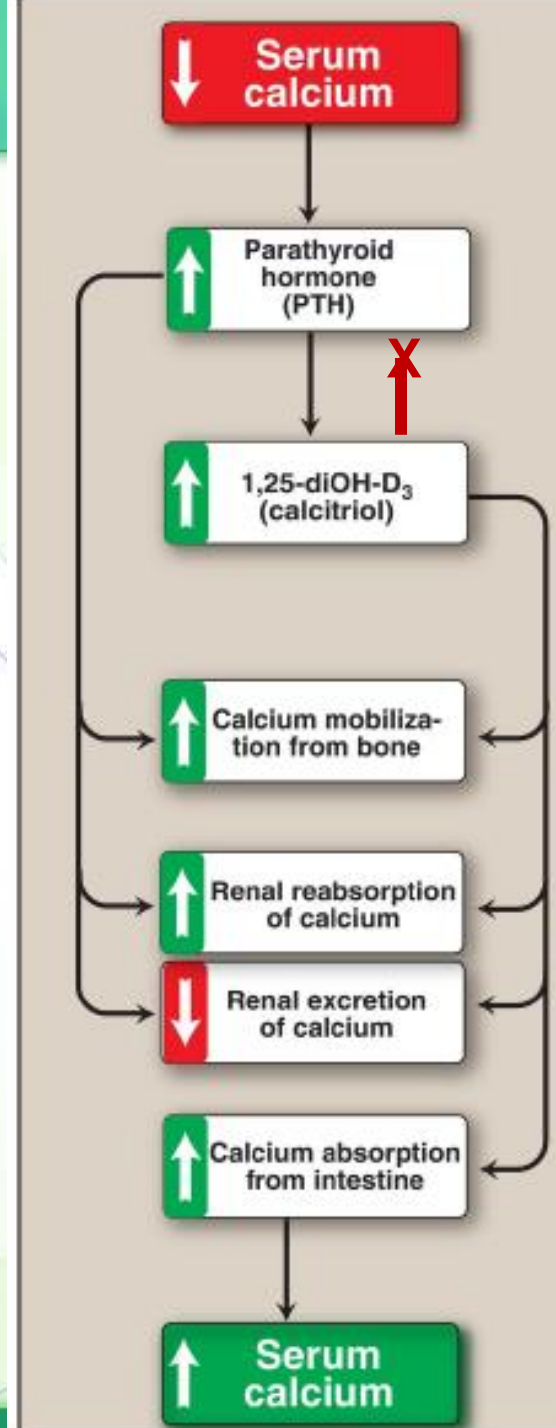 Serum
calcium
Parathyroid
hormone
(PTH)
X
1,25-diOH-D₃
(calcitriol)
Calcium mobiliza-
tion from bone
Renal reabsorption
of calcium
Renal excretion
of calcium
Calcium absorption
from intestine
Serum
calcium